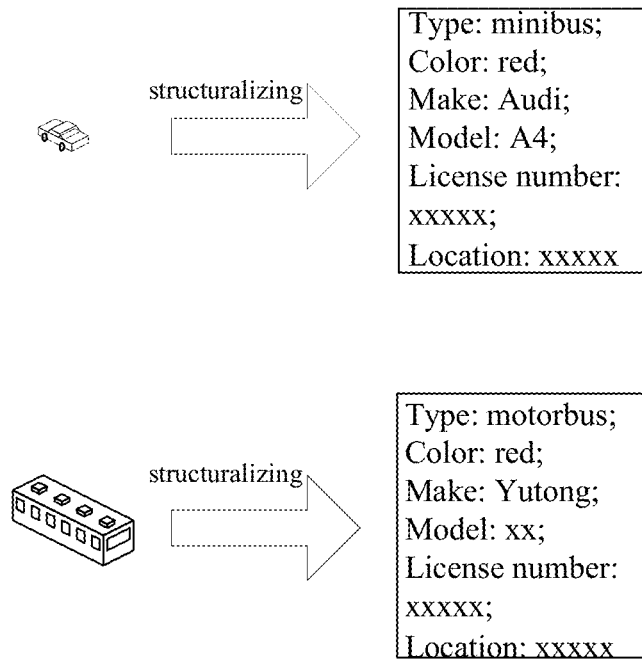 structuralizing
Type: minibus;
Color: red;
Make: Audi;
Model: A4;
License number:
xxxxx;
Location: xxxxx
structuralizing
Type: motorbus;
Color: red;
Make: Yutong;
Model: xx;
License number:
xxxxx;
Location: xxxxx